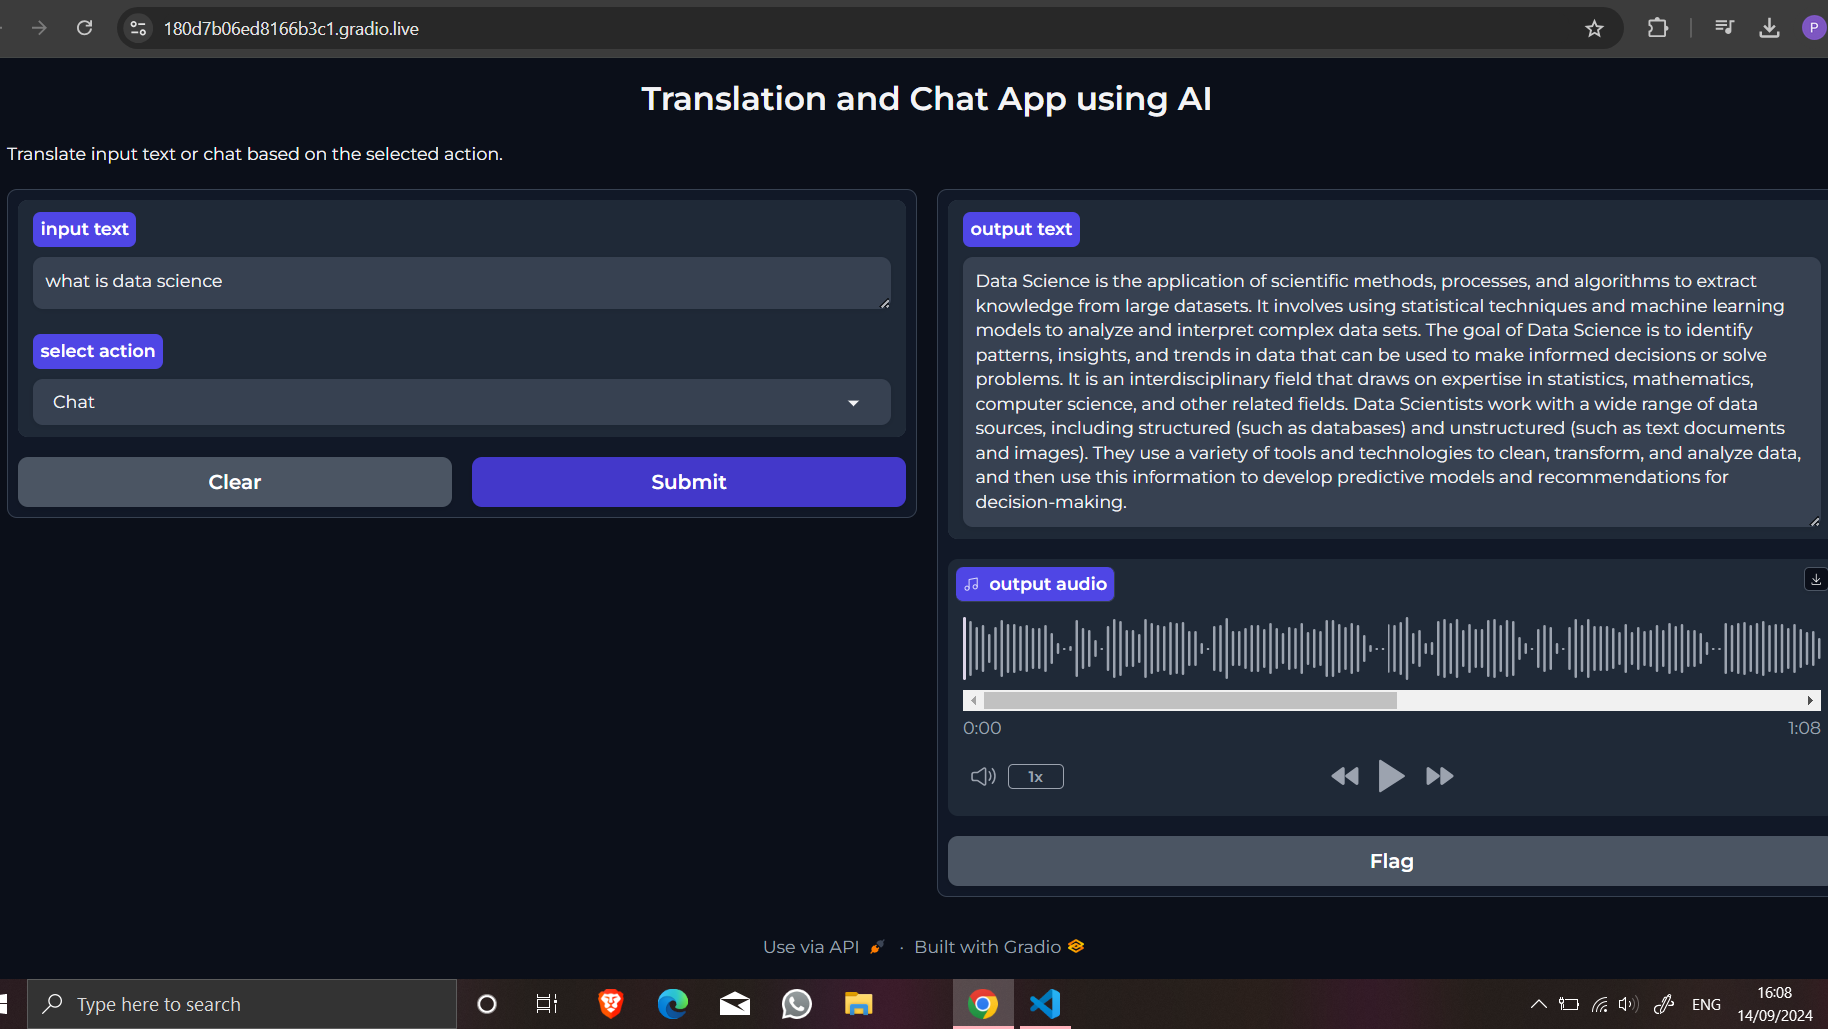 180d7b06ed8166b3c1.gradio.live
P
Translation and Chat App using AI
Translate input text or chat based on the selected action.
input text
what is data science
select action
Chat
Clear
Submit
output text
Data Science is the application of scientific methods, processes, and algorithms to extract
knowledge from large datasets. It involves using statistical techniques and machine learning
models to analyze and interpret complex data sets. The goal of Data Science is to identify
patterns, insights, and trends in data that can be used to make informed decisions or solve
problems. It is an interdisciplinary field that draws on expertise in statistics, mathematics,
computer science, and other related fields. Data Scientists work with a wide range of data
sources, including structured (such as databases) and unstructured (such as text documents
and images). They use a variety of tools and technologies to clean, transform, and analyze data,
and then use this information to develop predictive models and recommendations for
decision-making.
output audio
0:00
1:08
1x
Flag
Use via API · Built with Gradio
Type here to search
ENG
16:08
14/09/2024